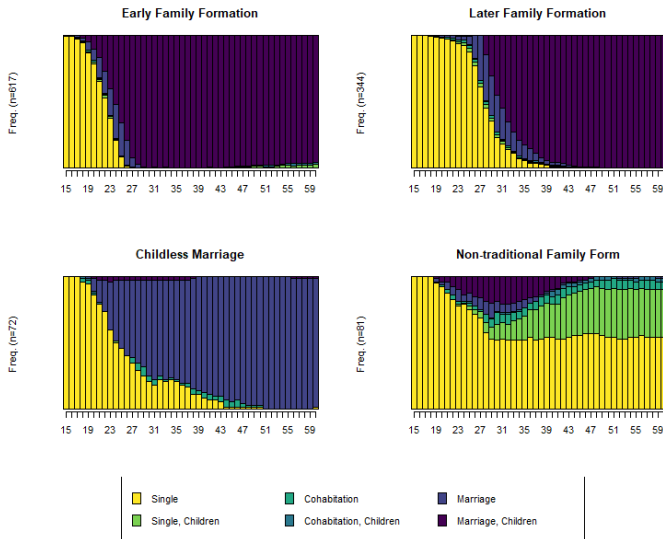 Early Family Formation
Later Family Formation
Freq. (n=617)
Freq. (n=344)
15 19 23 27 31 35 39 43 47 51 55 59
15 19 23 27 31 35 39 43 47 51 55 59
Childless Marriage
Non-traditional Family Form
Freq. (n=72)
Freq. (n=81)
15 19 23 27 31 35 39 43 47 51 55 59
15 19 23 27 31 35 39 43 47 51 55 59
Single
Cohabitation
Marriage
Single, Children
Cohabitation, Children
Marriage, Children